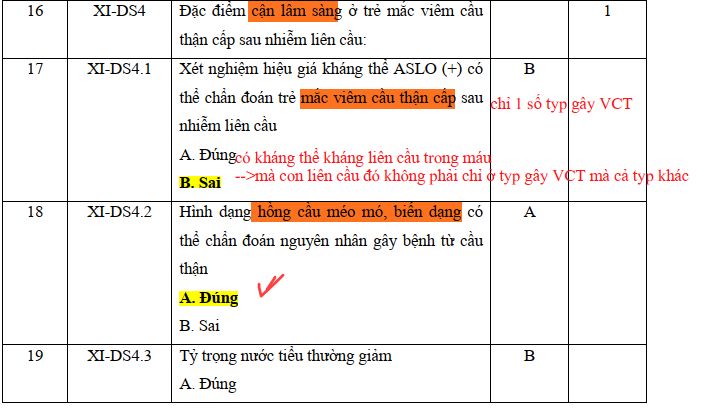 16 XI-DS4 Đặc điểm cận lâm sàng ở trẻ mắc viêm cầu 1
thận cấp sau nhiễm liên cầu:
17 XI-DS4.1 Xét nghiệm hiệu giá kháng thể ASLO (+) có B
thể chẩn đoán trẻ mắc viêm cầu thận cấp sau chỉ 1 số typ gây VCT
nhiễm liên cầu
A. Đúng có kháng thể kháng liên cầu trong máu
B. Sai -->mà con liên cầu đó không phải chỉ ở typ gây VCT mà cả typ khác
18 XI-DS4.2 Hình dạng hồng cầu méo mó, biến dạng có A
thể chẩn đoán nguyên nhân gây bệnh từ cầu
thận
A. Đúng
B. Sai
19 XI-DS4.3 Tỷ trọng nước tiểu thường giảm B
A. Đúng